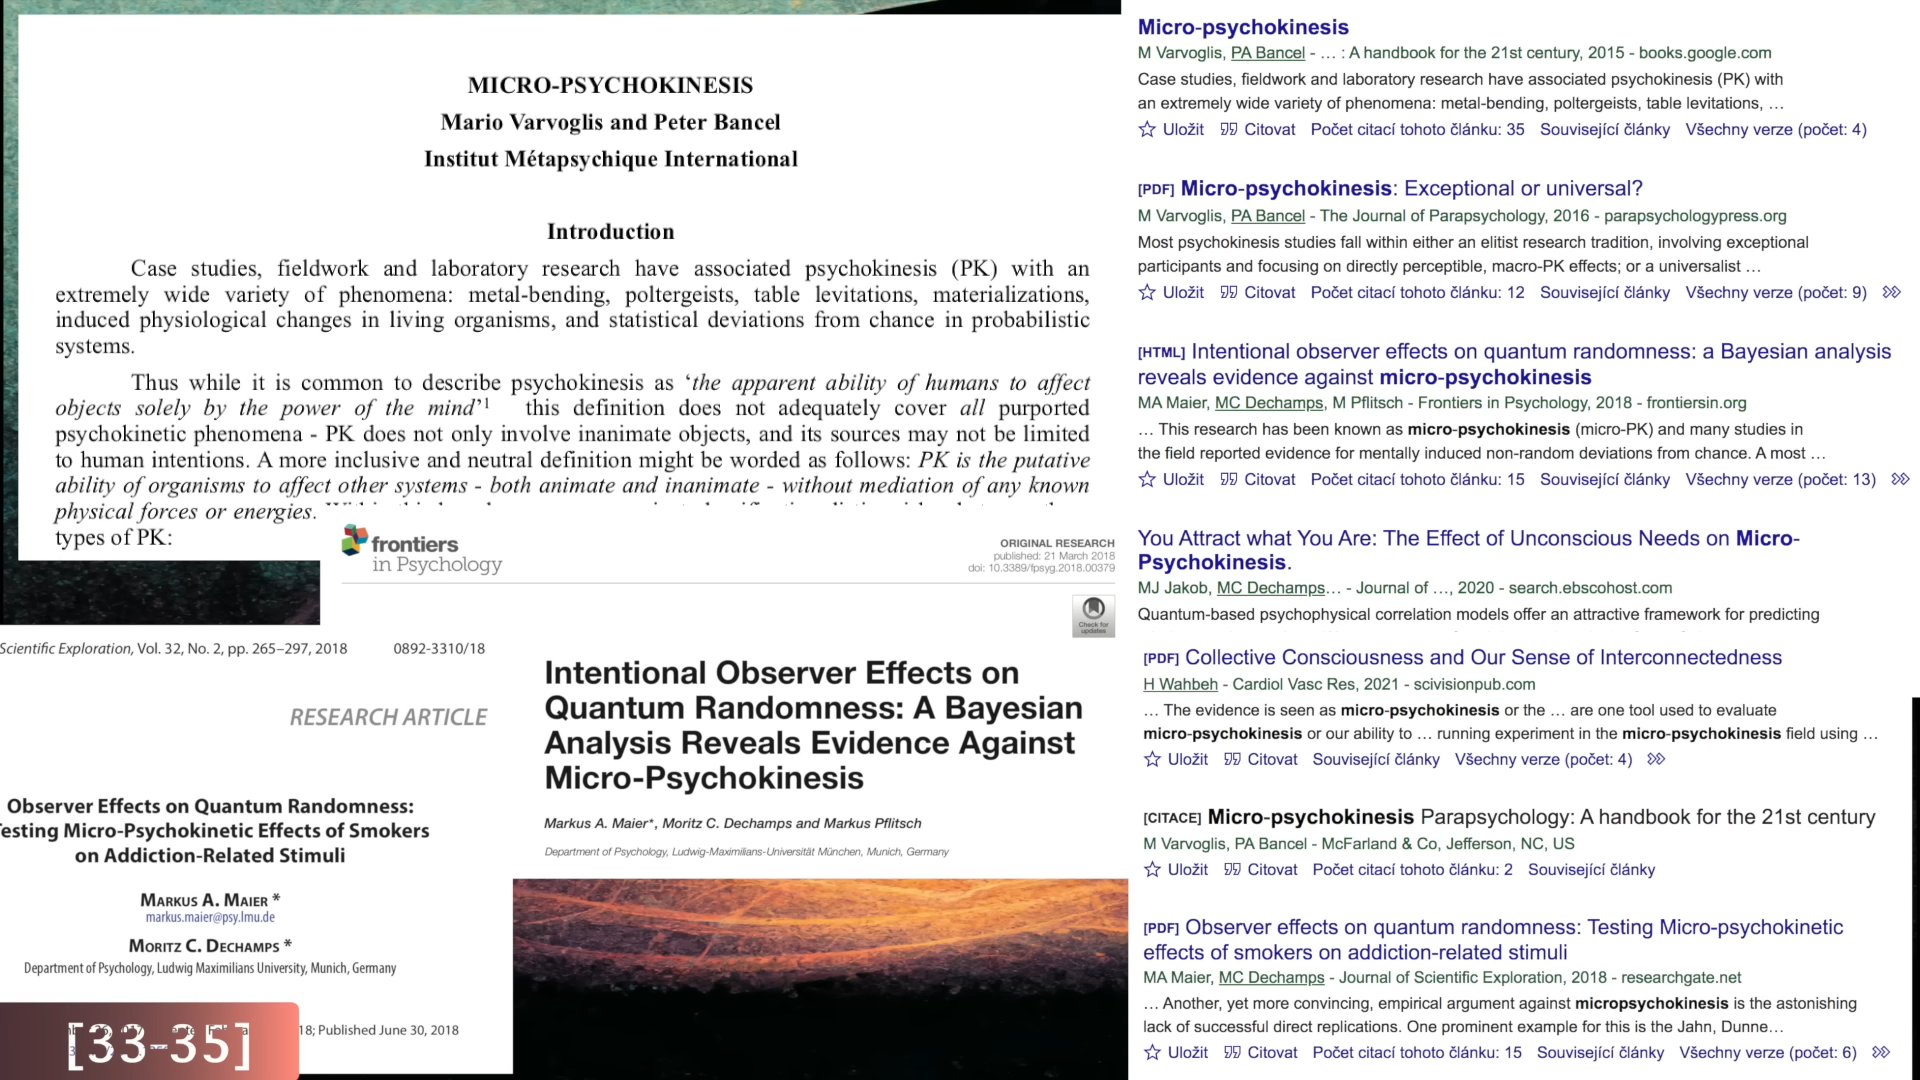 MICRO-PSYCHOKINESIS
Mario Varvoglis and Peter Bancel
Institut Métapsychique International
Introduction
Case studies, fieldwork and laboratory research have associated psychokinesis (PK) with an
extremely wide variety of phenomena: metal-bending, poltergeists, table levitations, materializations,
induced physiological changes in living organisms, and statistical deviations from chance in probabilistic
systems.
Thus while it is common to describe psychokinesis as ‘the apparent ability of humans to affect
objects solely by the power of the mind’1 this definition does not adequately cover all purported
psychokinetic phenomena - PK does not only involve inanimate objects, and its sources may not be limited
to human intentions. A more inclusive and neutral definition might be worded as follows: PK is the putative
ability of organisms to affect other systems - both animate and inanimate - without mediation of any known
physical forces or energies.
types of PK:
frontiers
in Psychology
ORIGINAL RESEARCH
published: 21 March 2018
doi: 10.3389/fpsyg.2018.00379
Check for
updates
Intentional Observer Effects on
Quantum Randomness: A Bayesian
Analysis Reveals Evidence Against
Micro-Psychokinesis
Markus A. Maier*, Moritz C. Dechamps and Markus Pflitsch
Department of Psychology, Ludwig-Maximilians-Universität München, Munich, Germany
Scientific Exploration, Vol. 32, No. 2, pp. 265–297, 2018 0892-3310/18
RESEARCH ARTICLE
Observer Effects on Quantum Randomness:
esting Micro-Psychokinetic Effects of Smokers
on Addiction-Related Stimuli
MARKUS A. MAIER *
markus.maier@psy.lmu.de
MORITZ C. DECHAMPS *
Department of Psychology, Ludwig Maximilians University, Munich, Germany
18; Published June 30, 2018
[33-35]
Micro-psychokinesis
M Varvoglis, PA Bancel - … : A handbook for the 21st century, 2015 - books.google.com
Case studies, fieldwork and laboratory research have associated psychokinesis (PK) with
an extremely wide variety of phenomena: metal-bending, poltergeists, table levitations, …
Uložit Citovat Počet citací tohoto článku: 35 Související články Všechny verze (počet: 4)
[PDF] Micro-psychokinesis: Exceptional or universal?
M Varvoglis, PA Bancel - The Journal of Parapsychology, 2016 - parapsychologypress.org
Most psychokinesis studies fall within either an elitist research tradition, involving exceptional
participants and focusing on directly perceptible, macro-PK effects; or a universalist …
Uložit Citovat Počet citací tohoto článku: 12 Související články Všechny verze (počet: 9)
[HTML] Intentional observer effects on quantum randomness: a Bayesian analysis
reveals evidence against micro-psychokinesis
MA Maier, MC Dechamps, M Pflitsch - Frontiers in Psychology, 2018 - frontiersin.org
… This research has been known as micro-psychokinesis (micro-PK) and many studies in
the field reported evidence for mentally induced non-random deviations from chance. A most …
Uložit Citovat Počet citací tohoto článku: 15 Související články Všechny verze (počet: 13)
You Attract what You Are: The Effect of Unconscious Needs on Micro-
Psychokinesis.
MJ Jakob, MC Dechamps… - Journal of …, 2020 - search.ebscohost.com
Quantum-based psychophysical correlation models offer an attractive framework for predicting
[PDF] Collective Consciousness and Our Sense of Interconnectedness
H Wahbeh - Cardiol Vasc Res, 2021 - scivisionpub.com
… The evidence is seen as micro-psychokinesis or the … are one tool used to evaluate
micro-psychokinesis or our ability to … running experiment in the micro-psychokinesis field using …
Uložit Citovat Související články Všechny verze (počet: 4)
[CITACE] Micro-psychokinesis Parapsychology: A handbook for the 21st century
M Varvoglis, PA Bancel - McFarland & Co, Jefferson, NC, US
Uložit Citovat Počet citací tohoto článku: 2 Související články
[PDF] Observer effects on quantum randomness: Testing Micro-psychokinetic
effects of smokers on addiction-related stimuli
MA Maier, MC Dechamps - Journal of Scientific Exploration, 2018 - researchgate.net
… Another, yet more convincing, empirical argument against micropsychokinesis is the astonishing
lack of successful direct replications. One prominent example for this is the Jahn, Dunne…
Uložit Citovat Počet citací tohoto článku: 15 Související články Všechny verze (počet: 6)